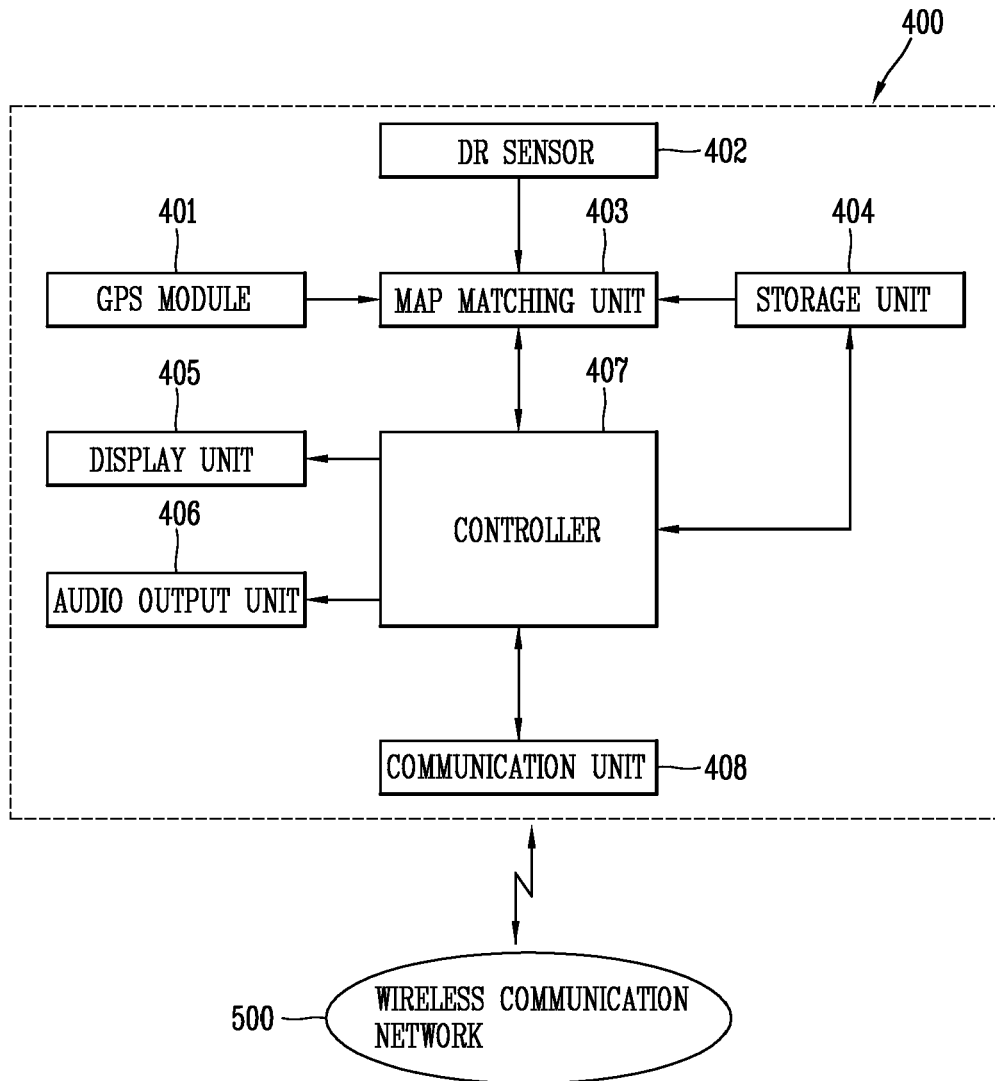 400
DR SENSOR
402
401
403
404
GPS MODULE
MAP MATCHING UNIT
STORAGE UNIT
405
407
DISPLAY UNIT
406
CONTROLLER
AUDIO OUTPUT UNIT
COMMUNICATION UNIT
408
500
WIRELESS COMMUNICATION
NETWORK